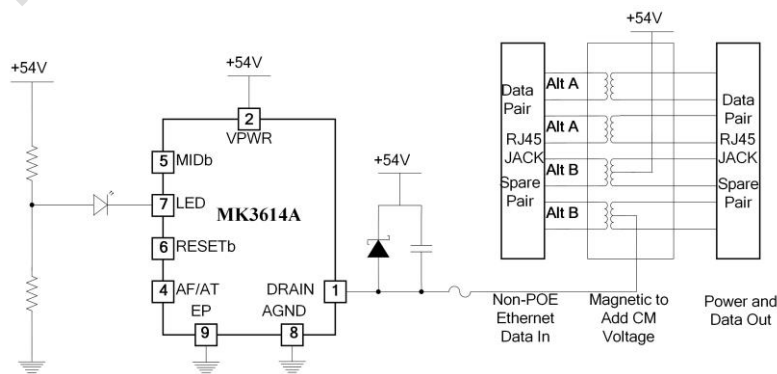 +54V
+54V
+54V
+54V
2
VPWR
5 MIDb
7 LED
MK3614A
6 RESETb
4 AF/AT
DRAIN 1
EP
AGND
9
8
Data
Pair
RJ45
JACK
Spare
Pair
Alt A
Alt A
Alt B
Alt B
Data
Pair
RJ45
JACK
Spare
Pair
Non-POE
Ethernet
Data In
Magnetic to
Add CM
Voltage
Power and
Data Out